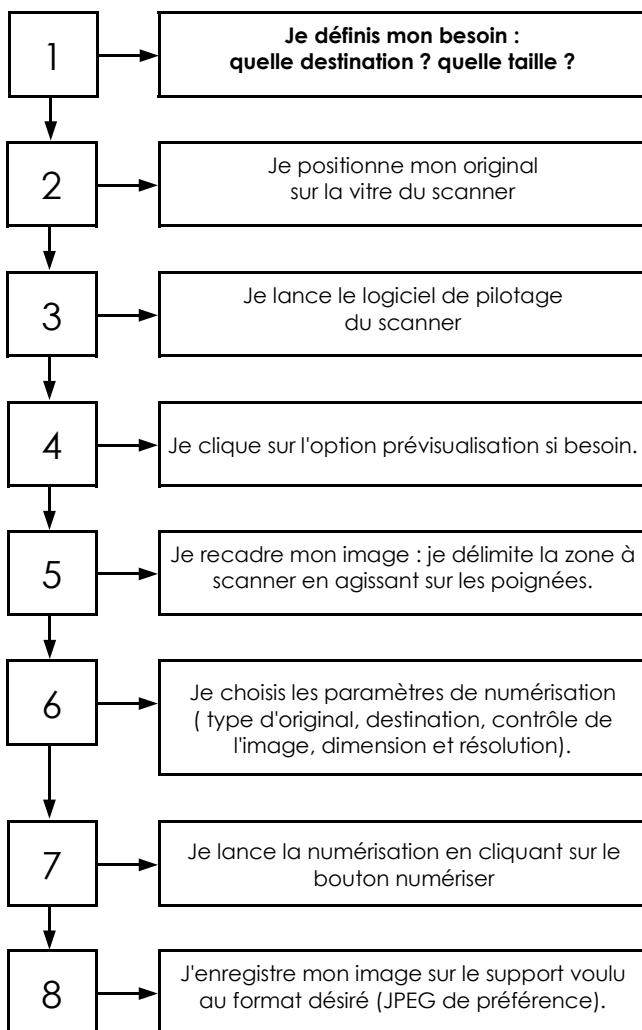 1
Je définis mon besoin :
quelle destination ? quelle taille ?
2
Je positionne mon original
sur la vitre du scanner
3
Je lance le logiciel de pilotage
du scanner
4
Je clique sur l'option prévisualisation si besoin.
5
Je recadre mon image : je délimite la zone à
scanner en agissant sur les poignées.
6
Je choisis les paramètres de numérisation
( type d'original, destination, contrôle de
l'image, dimension et résolution).
7
Je lance la numérisation en cliquant sur le
bouton numériser
8
J'enregistre mon image sur le support voulu
au format désiré (JPEG de préférence).